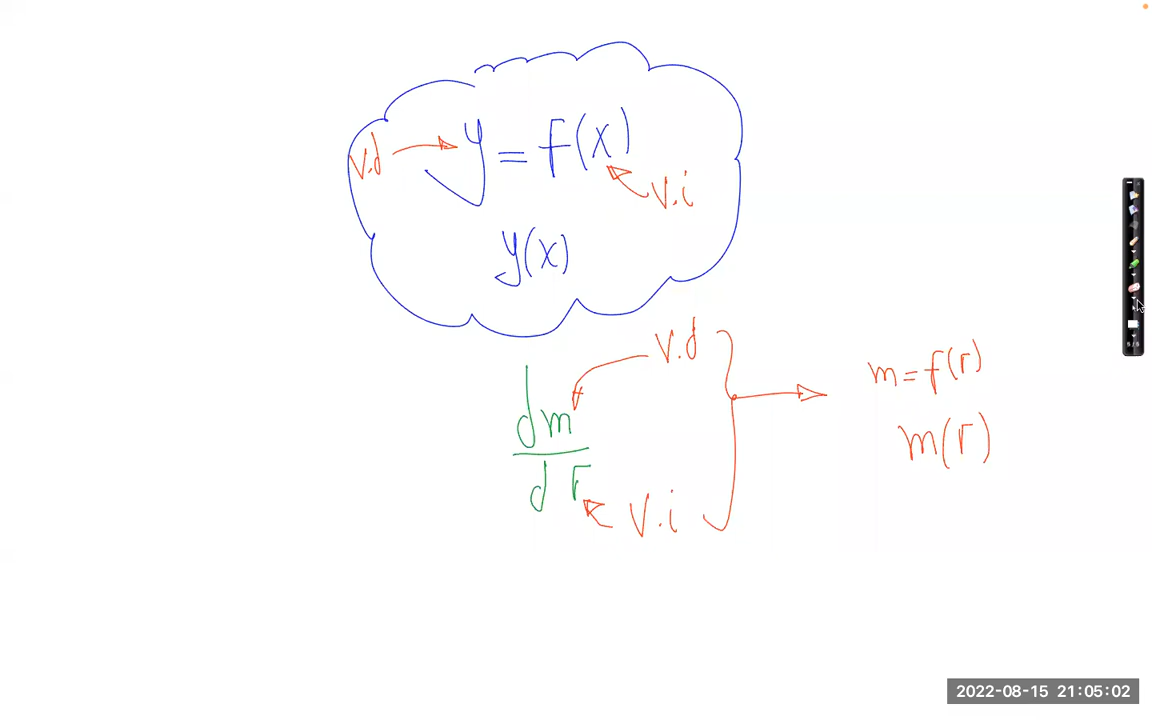 v.d y = f(x)
v.i
y(x)
v.d
dm
dr
v.i
m = f(r)
m(r)
2022-08-15 21:05:02